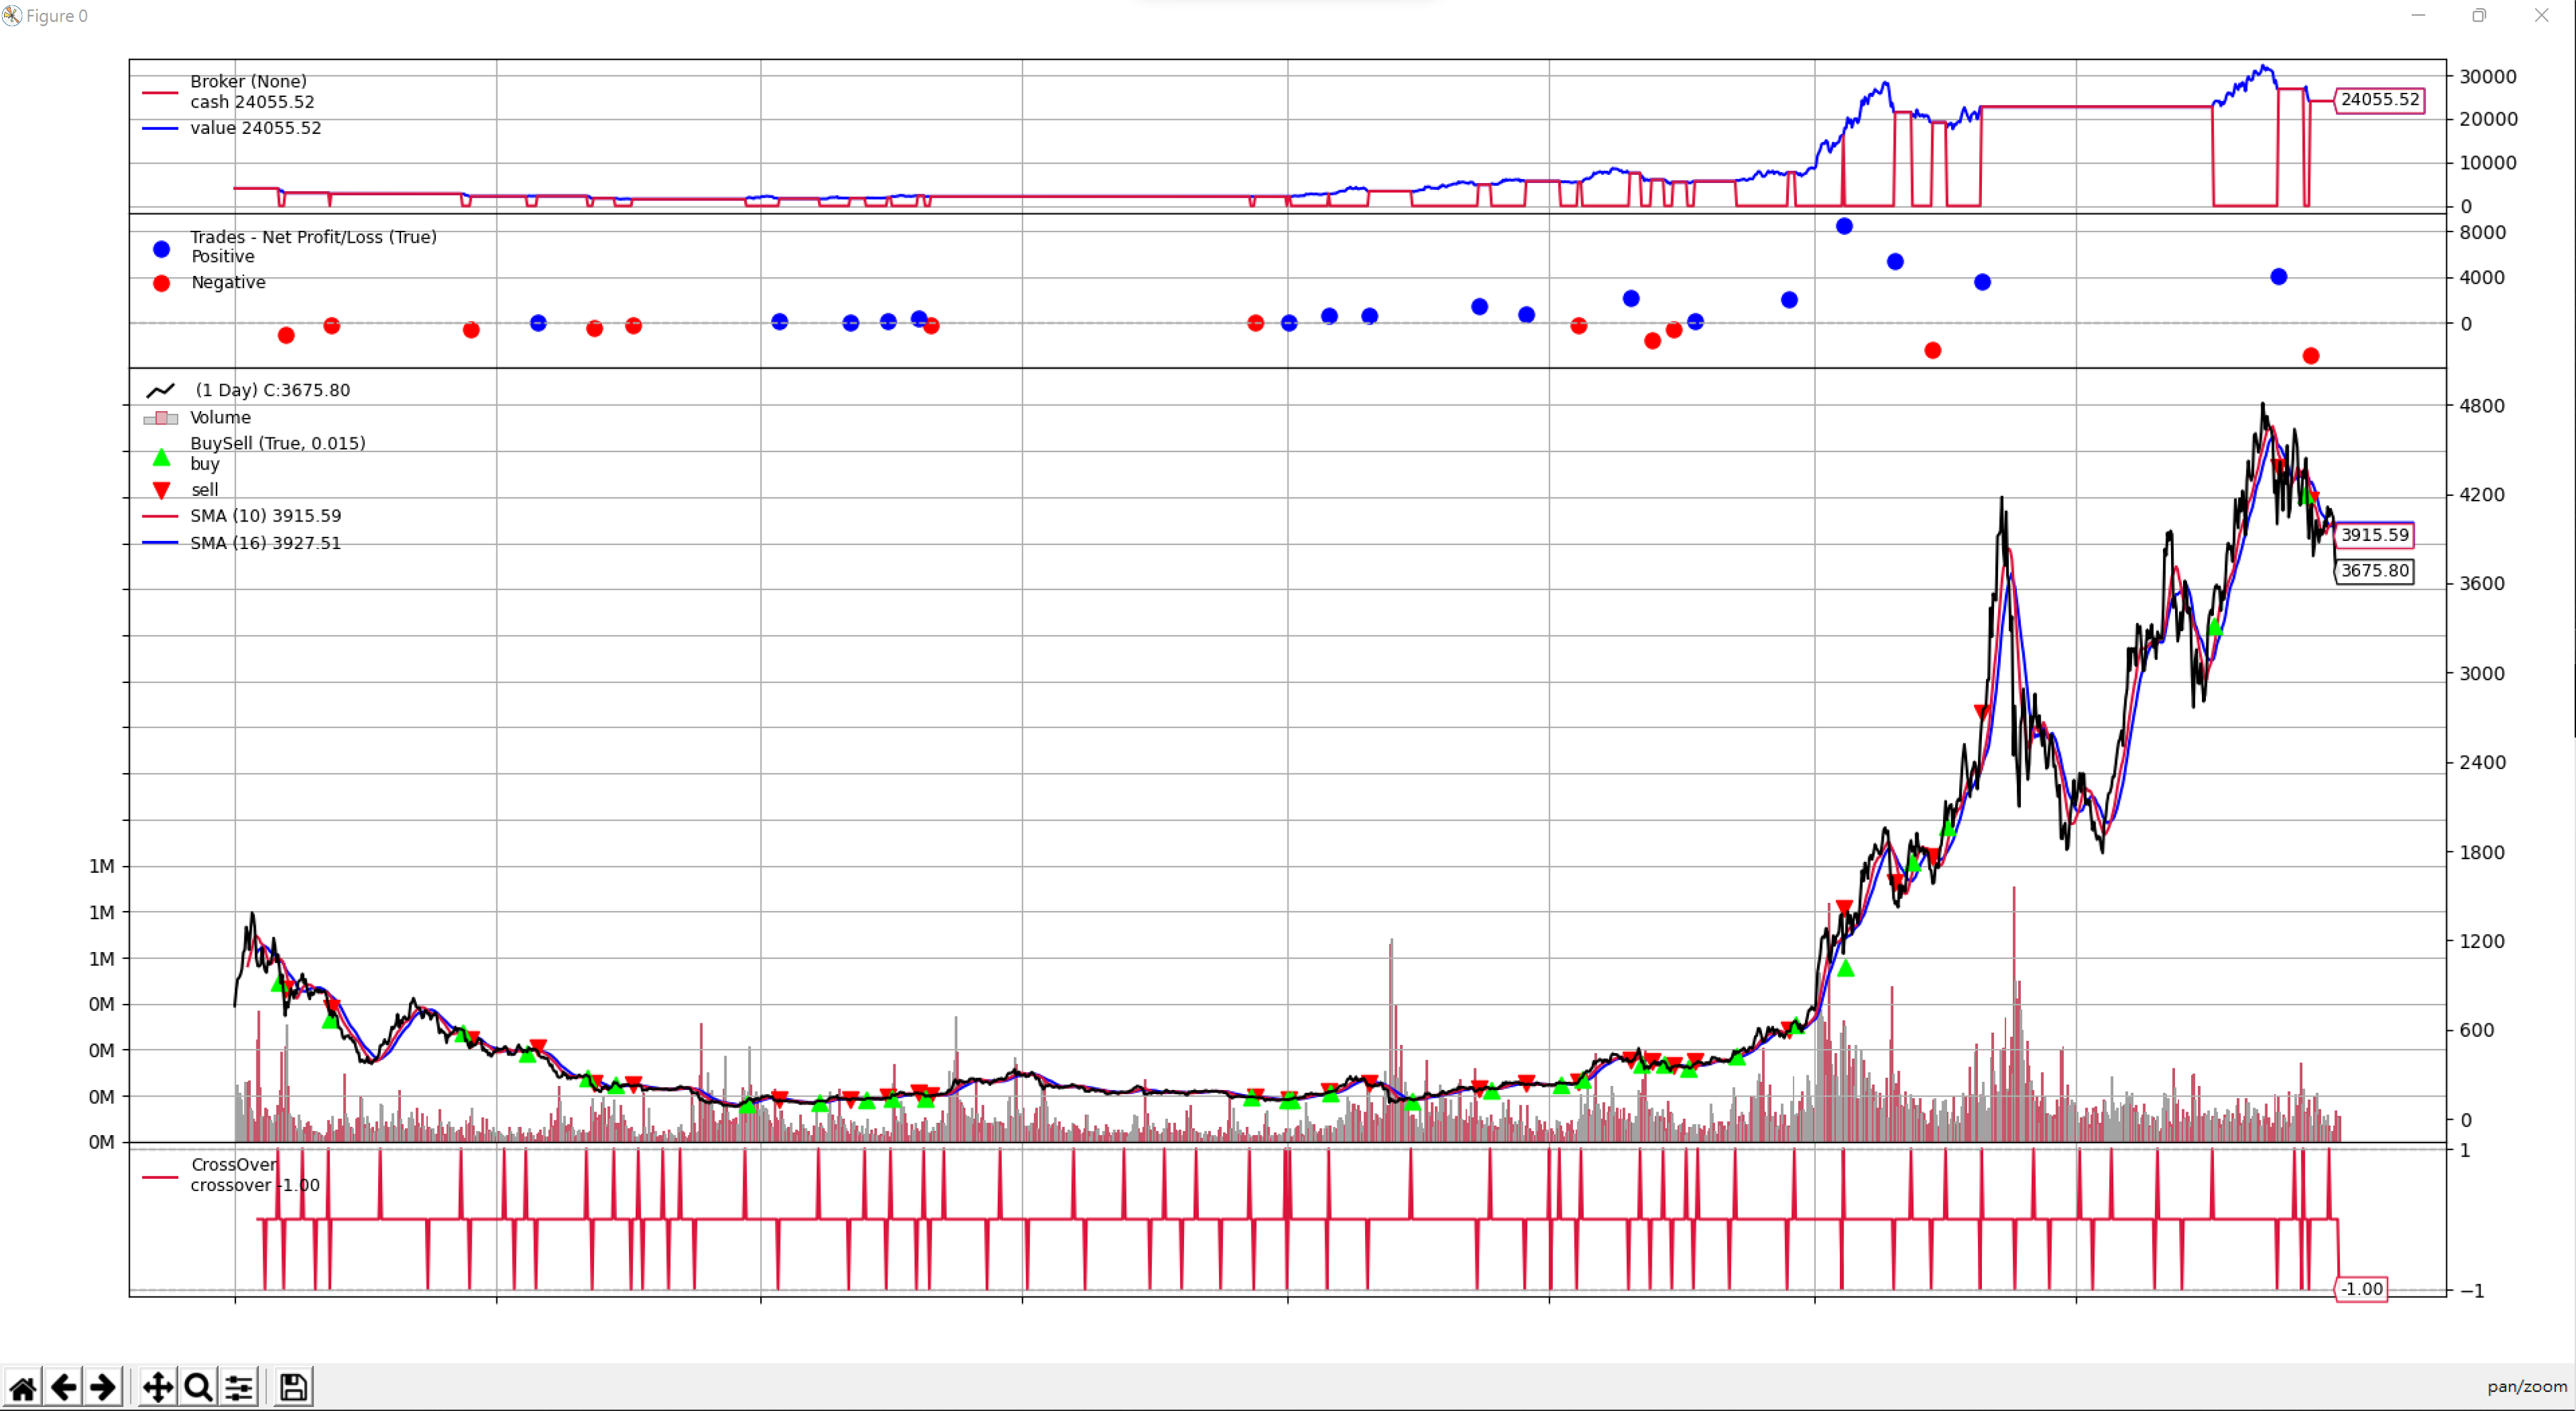 Figure 0
Broker (None)
cash 24055.52
value 24055.52
30000
24055.52
20000
10000
0
Trades - Net Profit/Loss (True)
Positive
Negative
8000
4000
0
(1 Day) C:3675.80
Volume
BuySell (True, 0.015)
buy
sell
SMA (10) 3915.59
SMA (16) 3927.51
4800
4200
3915.59
3675.80
3600
3000
2400
1800
1200
600
0
1M
1M
1M
0M
0M
0M
0M
CrossOver
crossover -1.00
1
-1.00
−1
pan/zoom